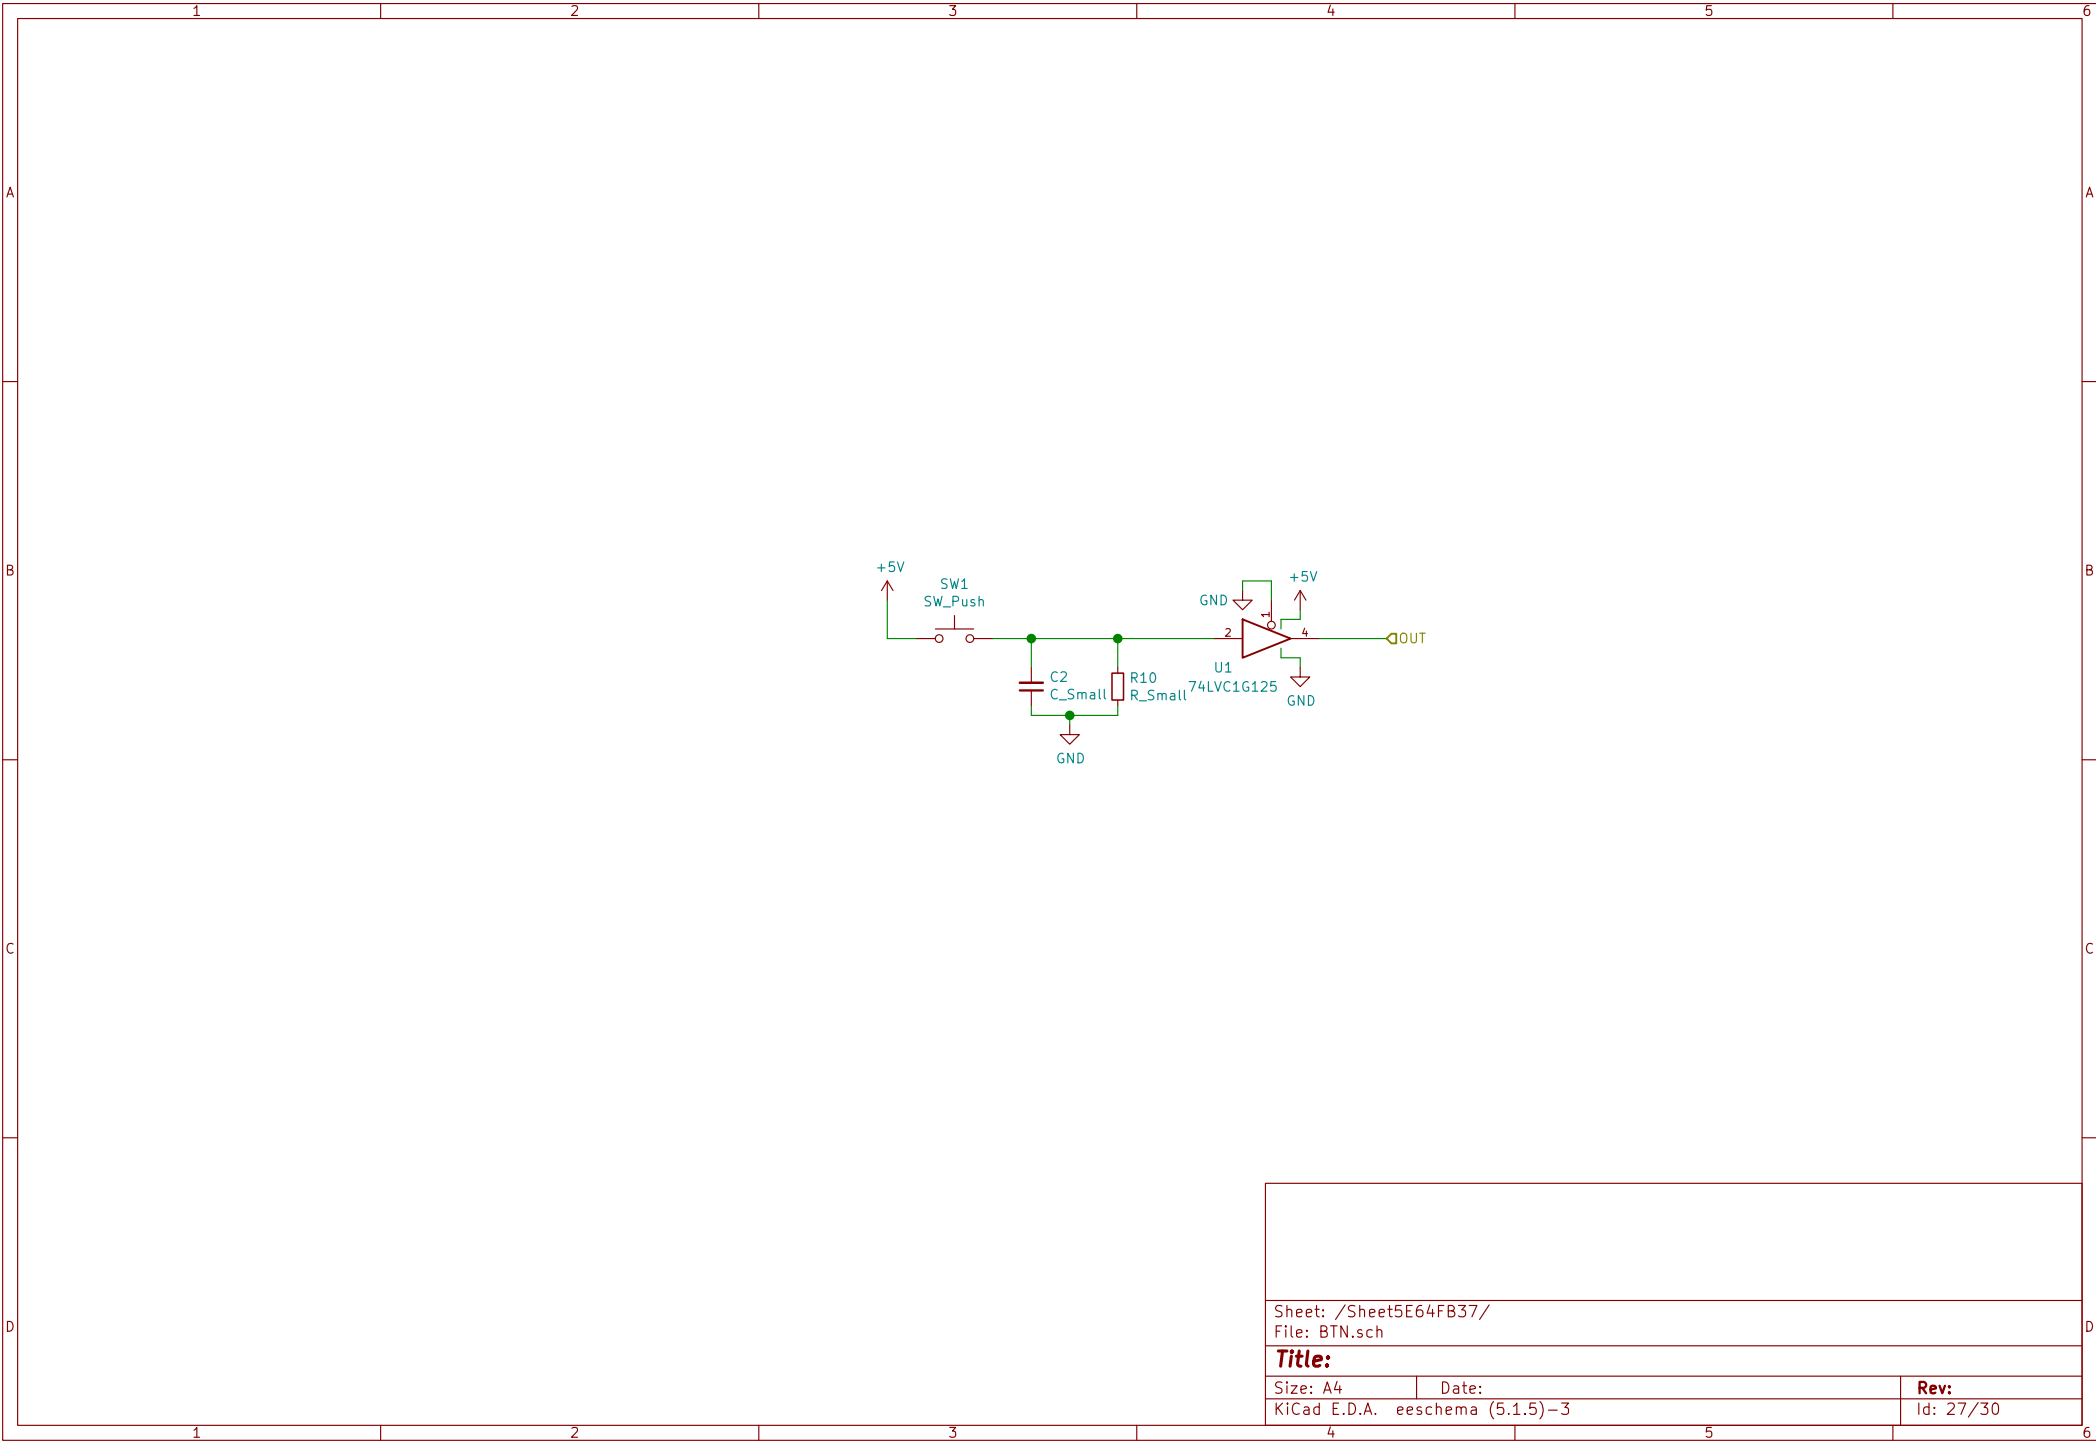 1 2 3 4 5 6
A A
+5V
SW1
SW_Push
+5V
GND
1
B B
2
4
OUT
U1
74LVC1G125
C2
C_Small
R10
R_Small
GND
GND
C C
Sheet: /Sheet5E64FB37/
File: BTN.sch
D D
Title:
Size: A4 Date: Rev:
KiCad E.D.A. eeschema (5.1.5)-3 Id: 27/30
1 2 3 4 5 6